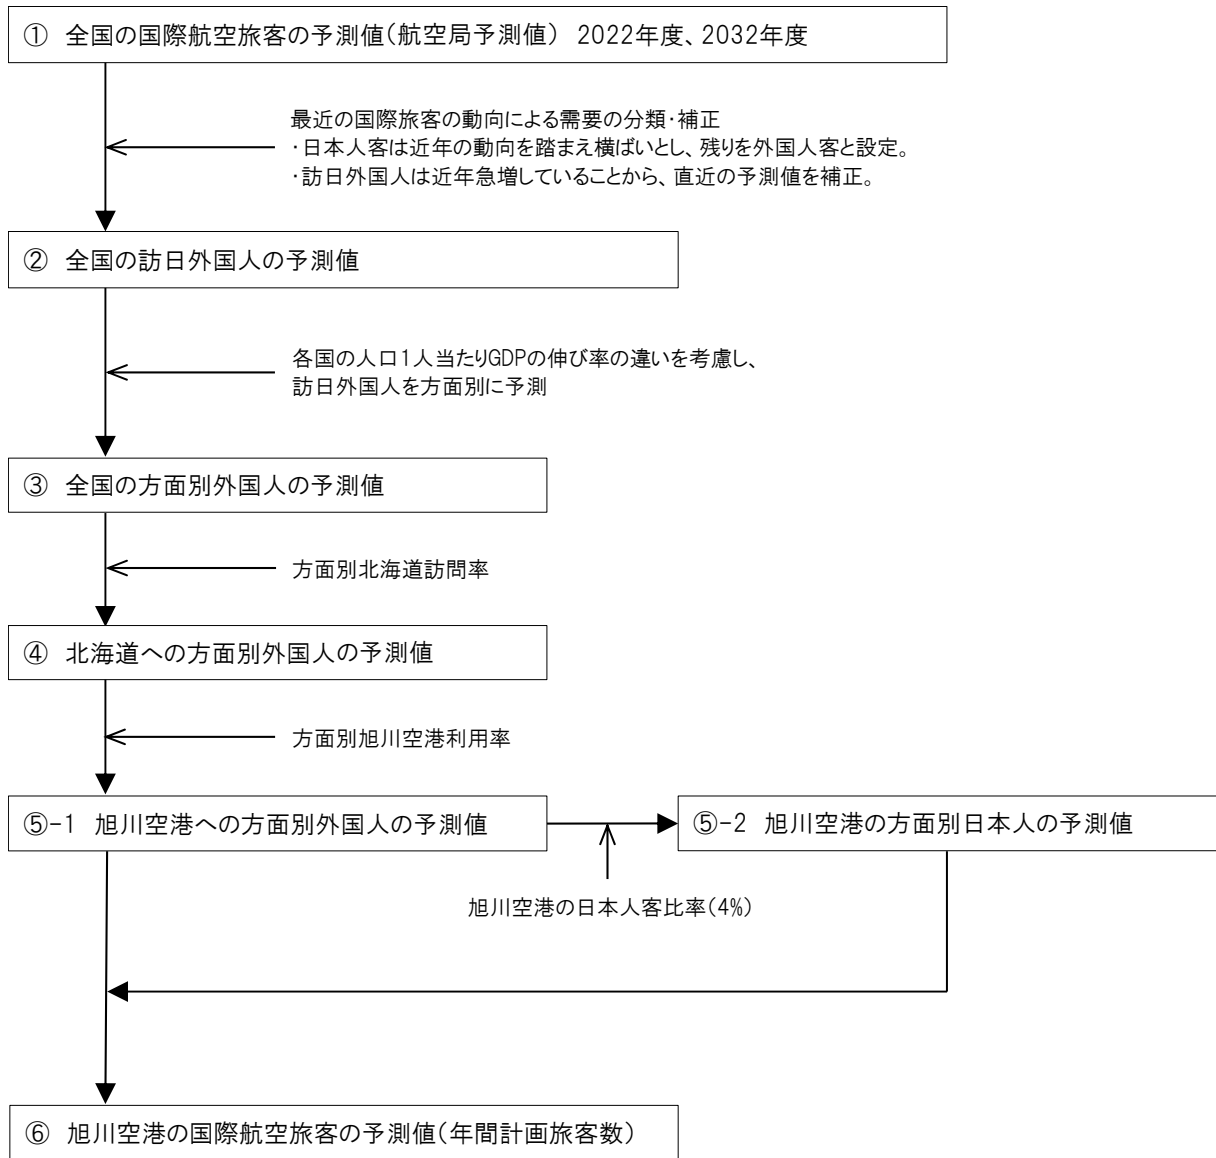 ① 全国の国際航空旅客の予測値(航空局予測値) 2022年度、2032年度
最近の国際旅客の動向による需要の分類・補正
・日本人客は近年の動向を踏まえ横ばいとし、残りを外国人客と設定。
・訪日外国人は近年急増していることから、直近の予測値を補正。
② 全国の訪日外国人の予測値
各国の人口1人当たりGDPの伸び率の違いを考慮し、
訪日外国人を方面別に予測
③ 全国の方面別外国人の予測値
方面別北海道訪問率
④ 北海道への方面別外国人の予測値
方面別旭川空港利用率
⑤-1 旭川空港への方面別外国人の予測値
⑤-2 旭川空港の方面別日本人の予測値
旭川空港の日本人客比率(4%)
⑥ 旭川空港の国際航空旅客の予測値(年間計画旅客数)